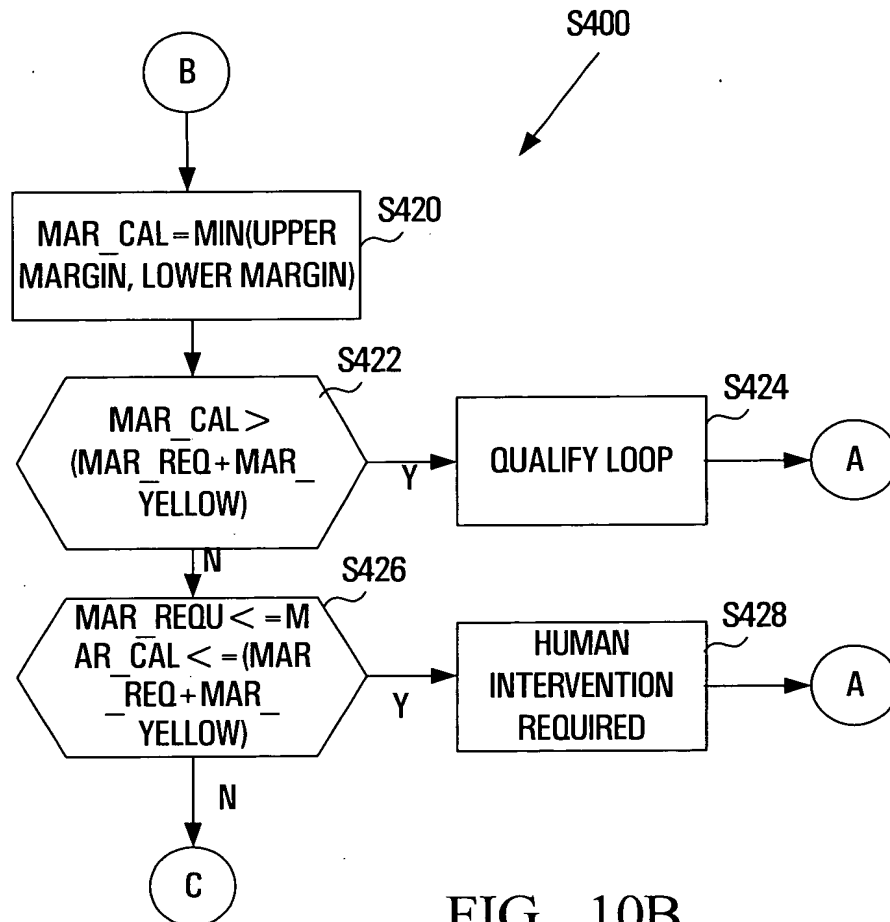 S400
B
S420
MAR_CAL=MIN(UPPER
MARGIN, LOWER MARGIN)
S422
MAR_CAL>
(MAR_REQ+MAR_
YELLOW)
Y
S424
QUALIFY LOOP
A
N
S426
MAR_REQU<=M
AR_CAL<=(MAR
_REQ+MAR_
YELLOW)
Y
S428
HUMAN
INTERVENTION
REQUIRED
A
N
C
FIG. 10B